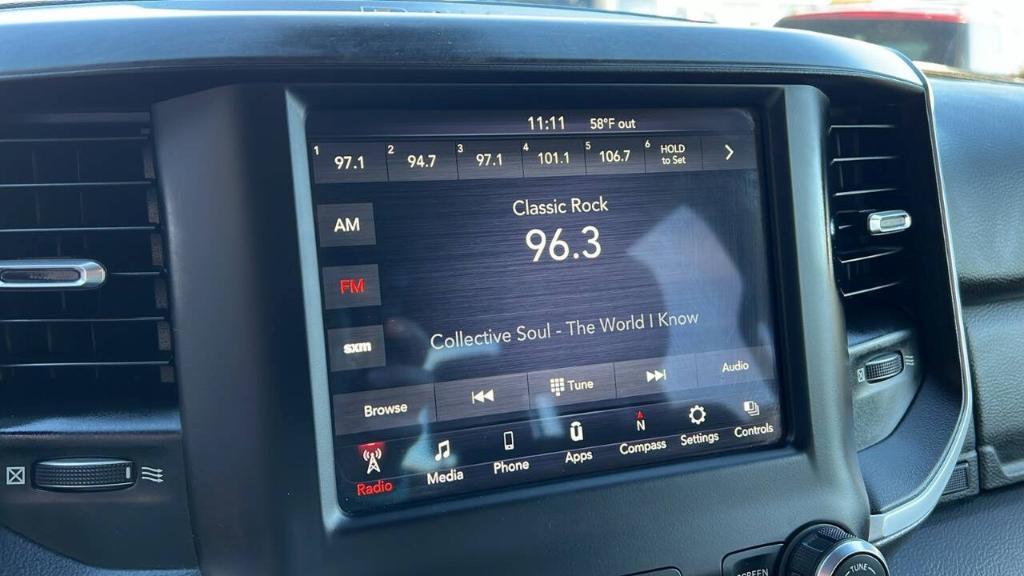 11:11 58°F out
1 97.1 2 94.7 3 97.1 4 101.1 5 106.7 6 HOLD to Set
AM
Classic Rock
96.3
FM
sxm
Collective Soul - The World I Know
Browse Tune Audio
Radio Media Phone Apps N Compass Settings Controls
SCREEN TUNE